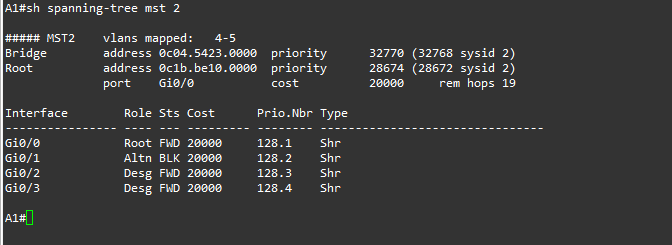 A1#sh spanning-tree mst 2
##### MST2    vlans mapped:   4-5
Bridge        address 0c04.5423.0000  priority      32770 (32768 sysid 2)
Root          address 0c1b.be10.0000  priority      28674 (28672 sysid 2)
              port    Gi0/0           cost          20000     rem hops 19
Interface        Role Sts Cost      Prio.Nbr Type
---------------- ---- --- --------- -------- --------------------------------
Gi0/0            Root FWD 20000     128.1    Shr
Gi0/1            Altn BLK 20000     128.2    Shr
Gi0/2            Desg FWD 20000     128.3    Shr
Gi0/3            Desg FWD 20000     128.4    Shr
A1#